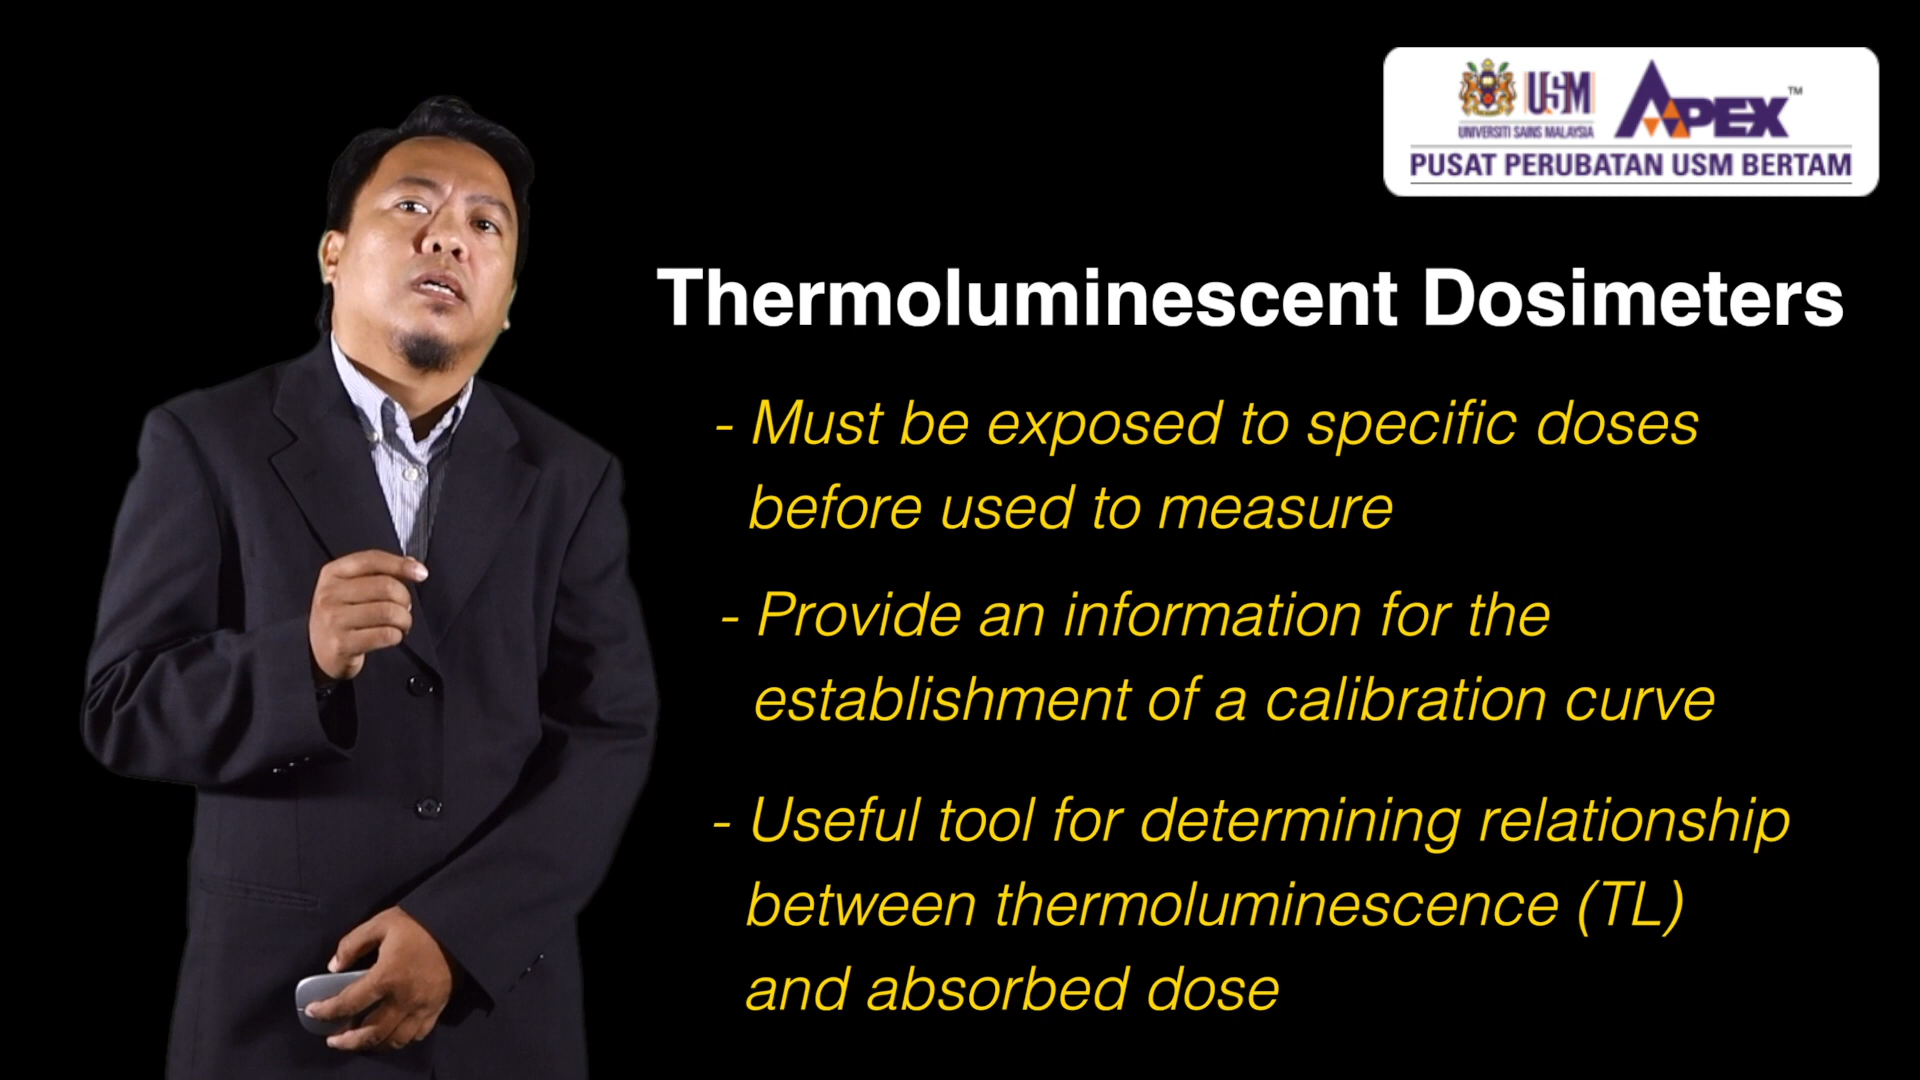 USM APEX™
UNIVERSITI SAINS MALAYSIA
PUSAT PERUBATAN USM BERTAM
Thermoluminescent Dosimeters
- Must be exposed to specific doses
before used to measure
- Provide an information for the
establishment of a calibration curve
- Useful tool for determining relationship
between thermoluminescence (TL)
and absorbed dose